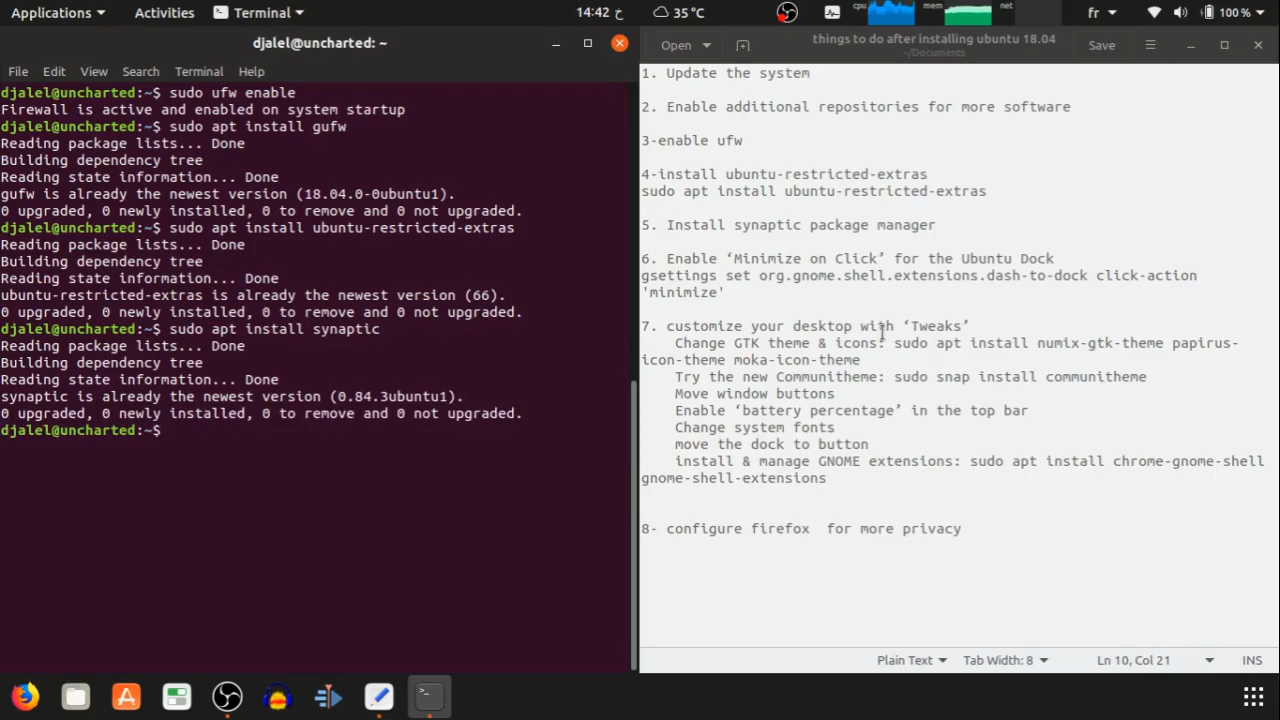 Applications
Activities
Terminal
14:42 خ
35°C
cpu
mem
net
fr
100 %
djalel@uncharted: ~
File Edit View Search Terminal Help
djalel@uncharted:~$ sudo ufw enable
Firewall is active and enabled on system startup
djalel@uncharted:~$ sudo apt install gufw
Reading package lists... Done
Building dependency tree
Reading state information... Done
gufw is already the newest version (18.04.0-0ubuntu1).
0 upgraded, 0 newly installed, 0 to remove and 0 not upgraded.
djalel@uncharted:~$ sudo apt install ubuntu-restricted-extras
Reading package lists... Done
Building dependency tree
Reading state information... Done
ubuntu-restricted-extras is already the newest version (66).
0 upgraded, 0 newly installed, 0 to remove and 0 not upgraded.
djalel@uncharted:~$ sudo apt install synaptic
Reading package lists... Done
Building dependency tree
Reading state information... Done
synaptic is already the newest version (0.84.3ubuntu1).
0 upgraded, 0 newly installed, 0 to remove and 0 not upgraded.
djalel@uncharted:~$
Open
things to do after installing ubuntu 18.04
~/Documents
Save
1. Update the system
2. Enable additional repositories for more software
3-enable ufw
4-install ubuntu-restricted-extras
sudo apt install ubuntu-restricted-extras
5. Install synaptic package manager
6. Enable ‘Minimize on Click’ for the Ubuntu Dock
gsettings set org.gnome.shell.extensions.dash-to-dock click-action
'minimize'
7. customize your desktop with ‘Tweaks’
Change GTK theme & icons: sudo apt install numix-gtk-theme papirus-
icon-theme moka-icon-theme
Try the new Communitheme: sudo snap install communitheme
Move window buttons
Enable ‘battery percentage’ in the top bar
Change system fonts
move the dock to button
install & manage GNOME extensions: sudo apt install chrome-gnome-shell
gnome-shell-extensions
8- configure firefox  for more privacy
Plain Text
Tab Width: 8
Ln 10, Col 21
INS